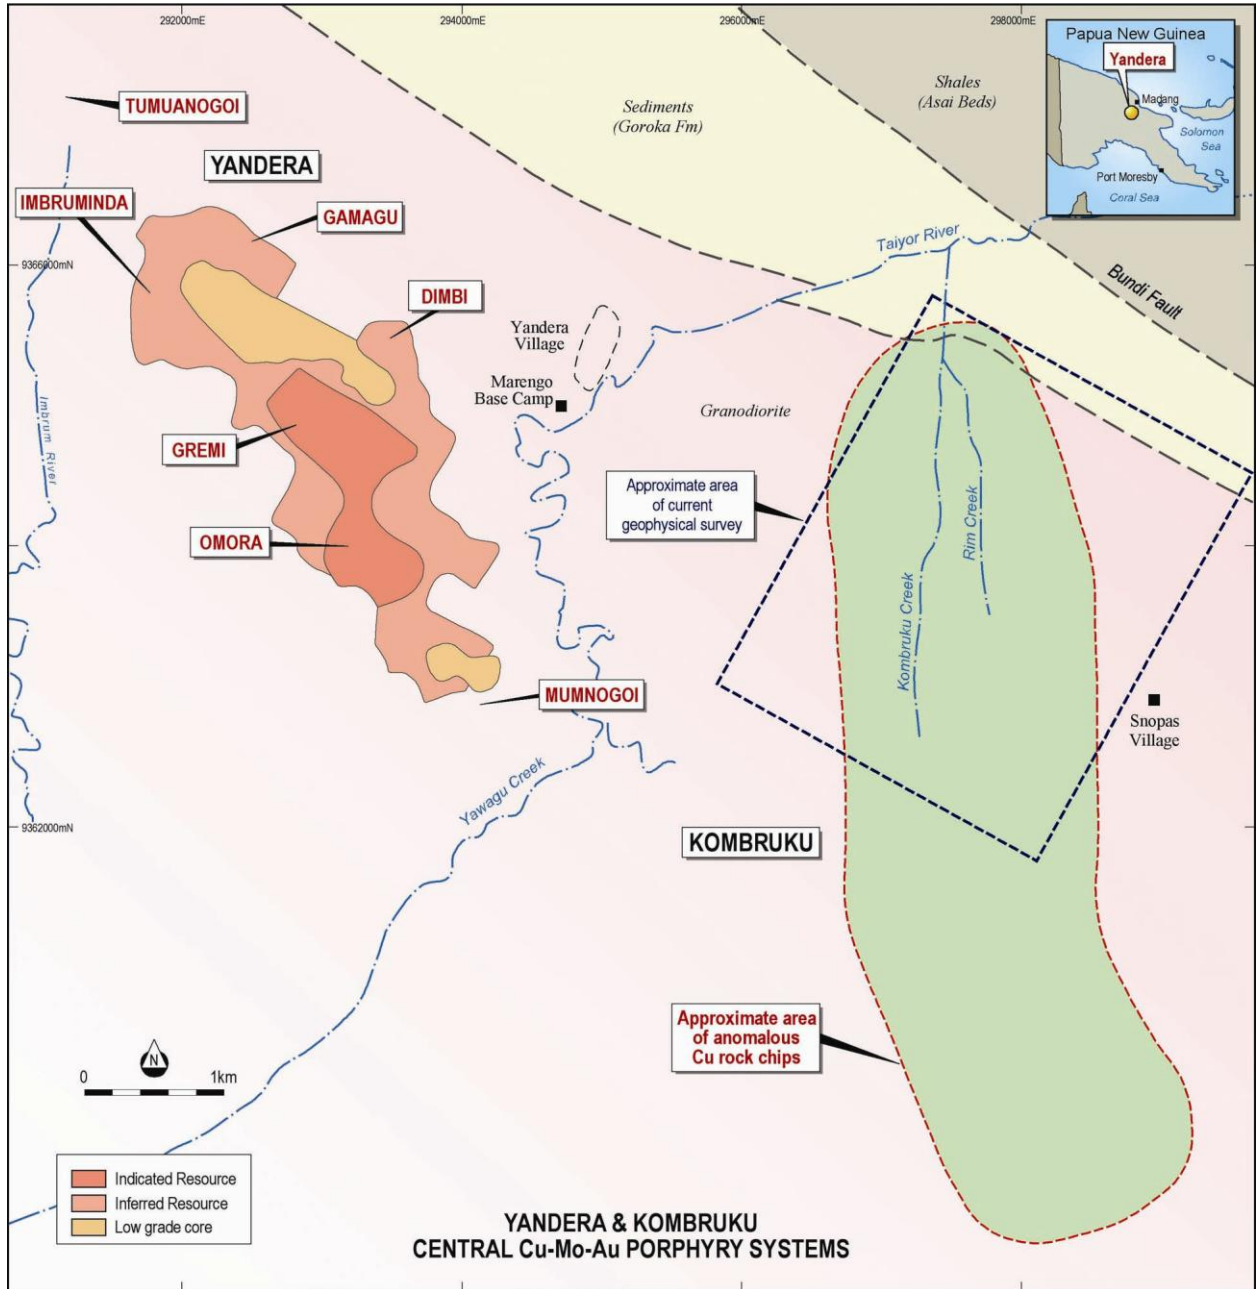 292000mE
294000mE
296000mE
298000mE
Papua New Guinea
Yandera
Madang
Solomon
Sea
Port Moresby
Coral Sea
Shales
(Asai Beds)
Sediments
(Goroka Fm)
TUMUANOGOI
YANDERA
IMBRUMINDA
GAMAGU
Taiyor River
9366000mN
Bundi Fault
DIMBI
Yandera
Village
Marengo
Base Camp
Granodiorite
Imbrum River
GREMI
Approximate area
of current
geophysical survey
OMORA
Rim Creek
Kombruku Creek
MUMNOGOI
Snopas
Village
Yawagu Creek
9362000mN
KOMBRUKU
Approximate area
of anomalous
Cu rock chips
N
0 1km
Indicated Resource
Inferred Resource
Low grade core
YANDERA & KOMBRUKU
CENTRAL Cu-Mo-Au PORPHYRY SYSTEMS